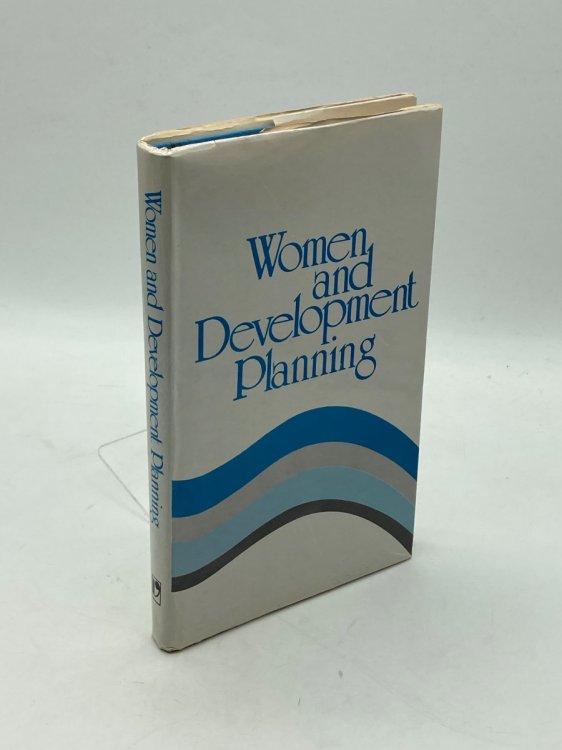 Women
and
Development
Planning
Women and Development Planning